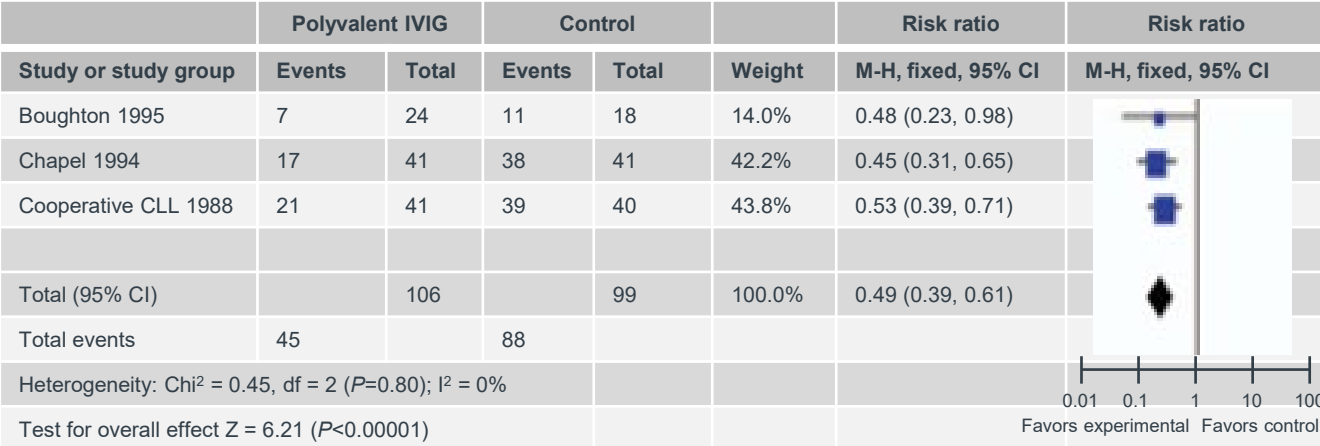 Polyvalent IVIG Control Risk ratio Risk ratio
Study or study group Events Total Events Total Weight M-H, fixed, 95% CI M-H, fixed, 95% CI
Boughton 1995 7 24 11 18 14.0% 0.48 (0.23, 0.98)
Chapel 1994 17 41 38 41 42.2% 0.45 (0.31, 0.65)
Cooperative CLL 1988 21 41 39 40 43.8% 0.53 (0.39, 0.71)
Total (95% CI) 106 99 100.0% 0.49 (0.39, 0.61)
Total events 45 88
Heterogeneity: Chi² = 0.45, df = 2 (P=0.80); I² = 0%
0.01 0.1 1 10 100
Favors experimental Favors control
Test for overall effect Z = 6.21 (P<0.00001)